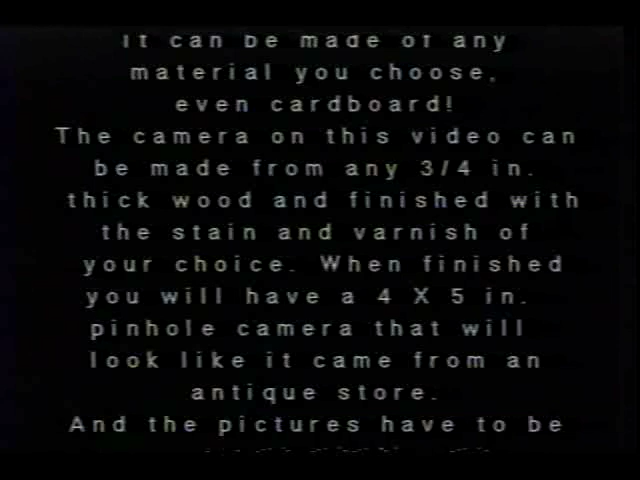 It can be made of any
material you choose,
even cardboard!
The camera on this video can
be made from any 3/4 in.
thick wood and finished with
the stain and varnish of
your choice. When finished
you will have a 4 X 5 in.
pinhole camera that will
look like it came from an
antique store.
And the pictures have to be